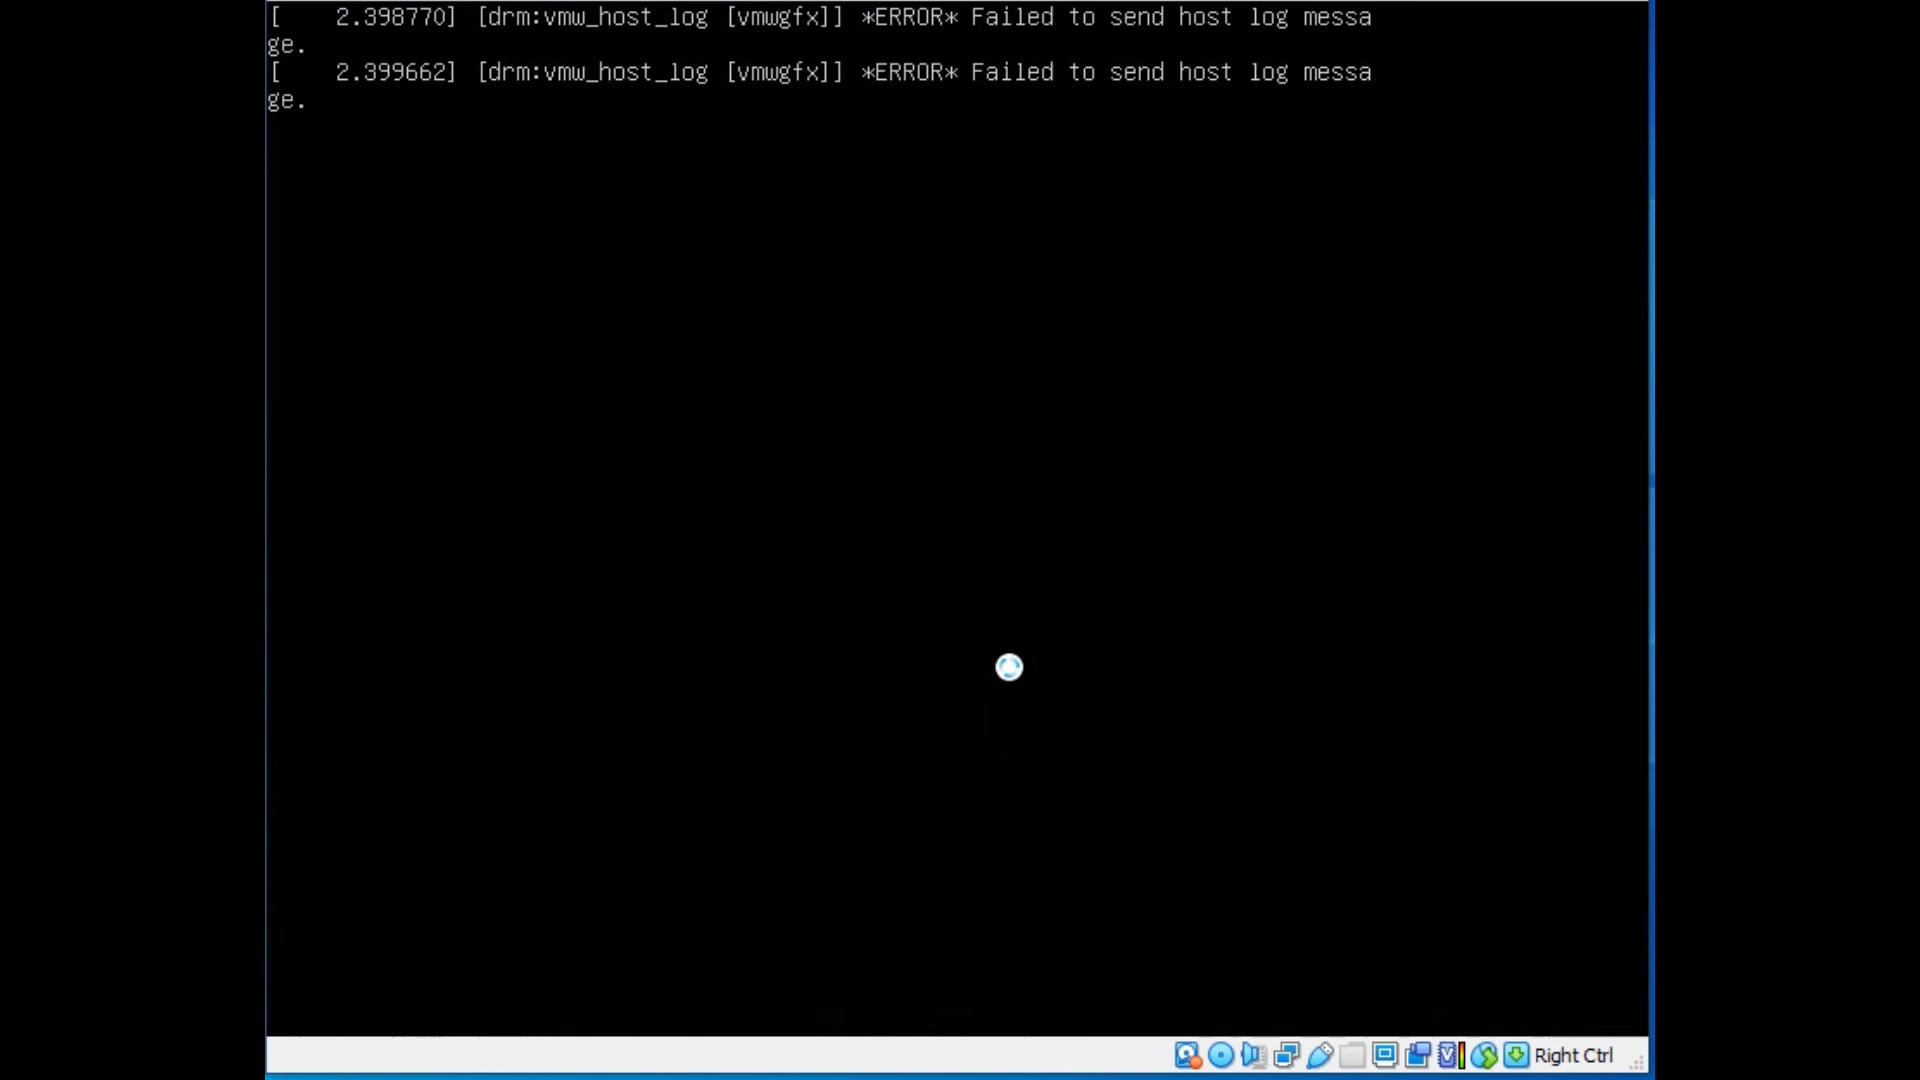 [    2.398770] [drm:vmw_host_log [vmwgfx]] *ERROR* Failed to send host log messa
ge.
[    2.399662] [drm:vmw_host_log [vmwgfx]] *ERROR* Failed to send host log messa
ge.
Right Ctrl